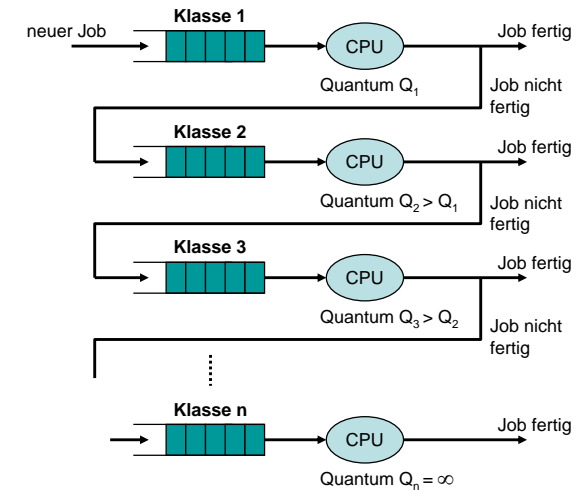 Klasse 1
neuer Job
CPU
Job fertig
Quantum Q₁
Job nicht
fertig
Klasse 2
CPU
Job fertig
Quantum Q₂ > Q₁
Job nicht
fertig
Klasse 3
CPU
Job fertig
Quantum Q₃ > Q₂
Job nicht
fertig
Klasse n
CPU
Job fertig
Quantum Qₙ = ∞